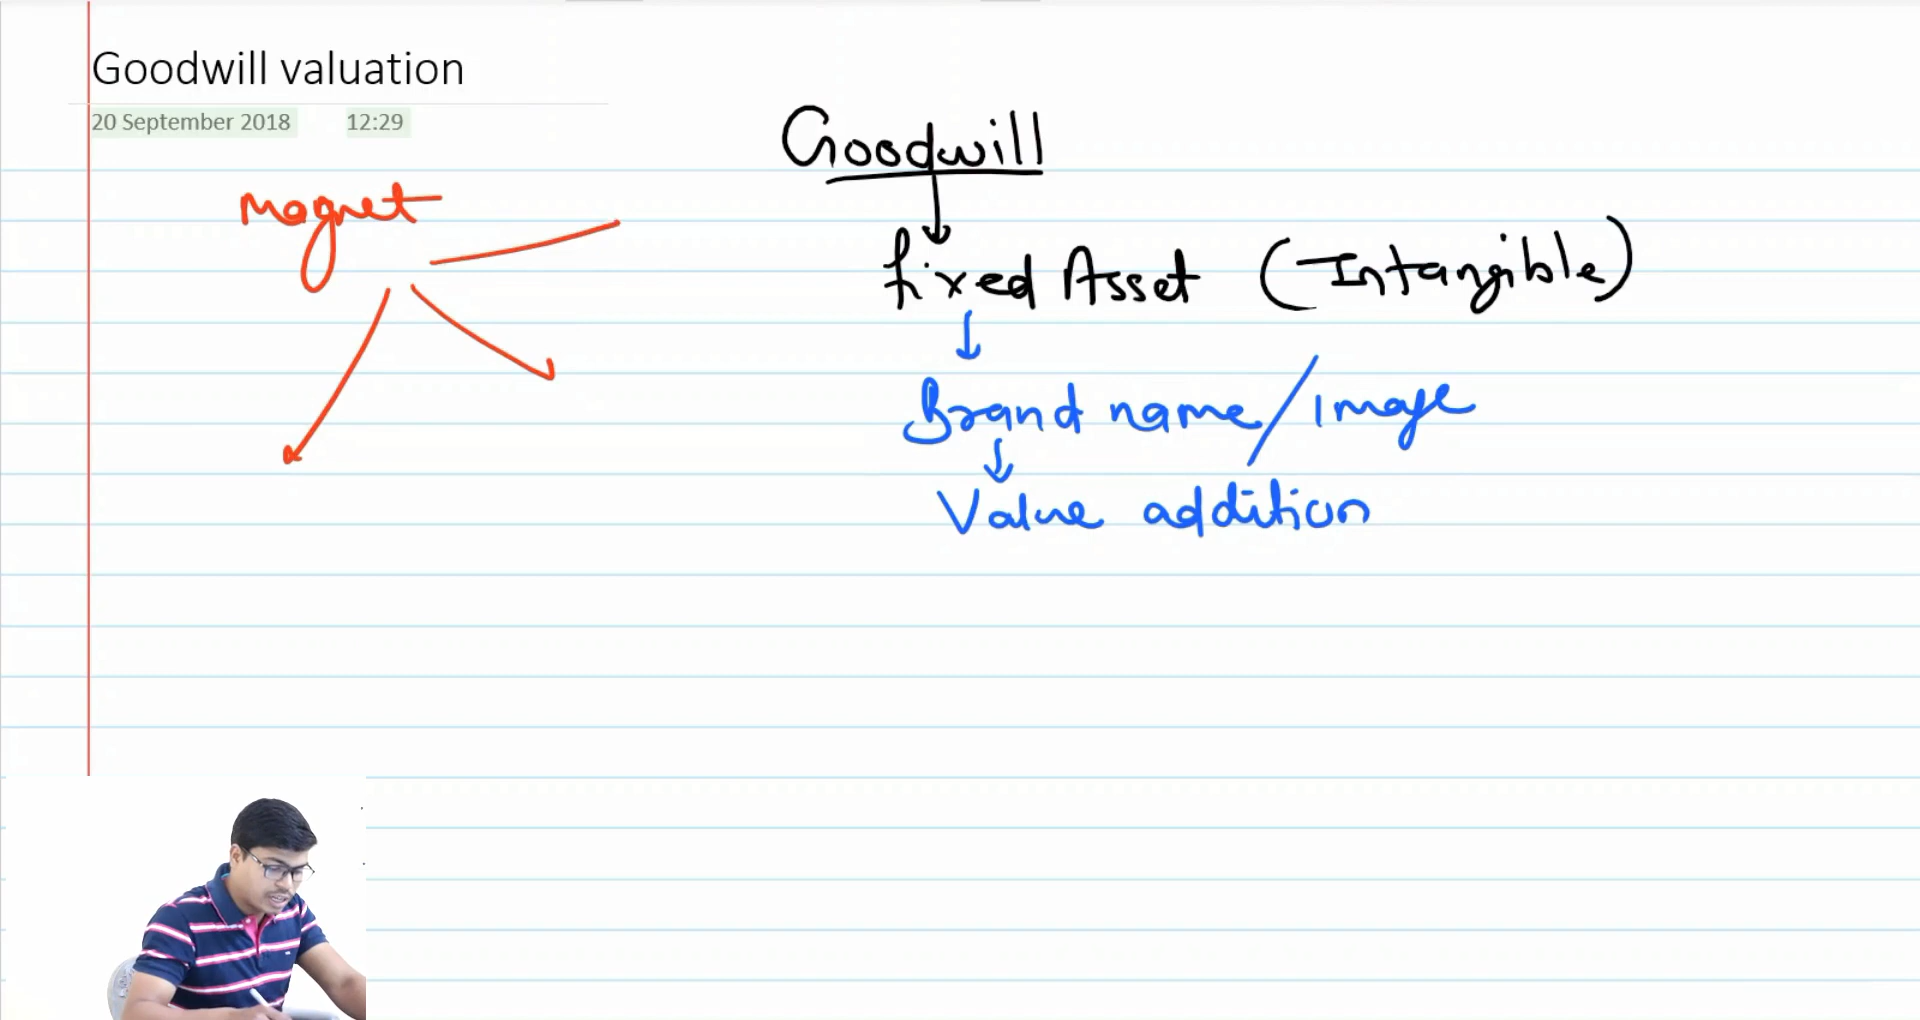 Goodwill valuation
20 September 2018 12:29
Magnet
Goodwill
Fixed Asset (Intangible)
Brand name/Image
Value addition